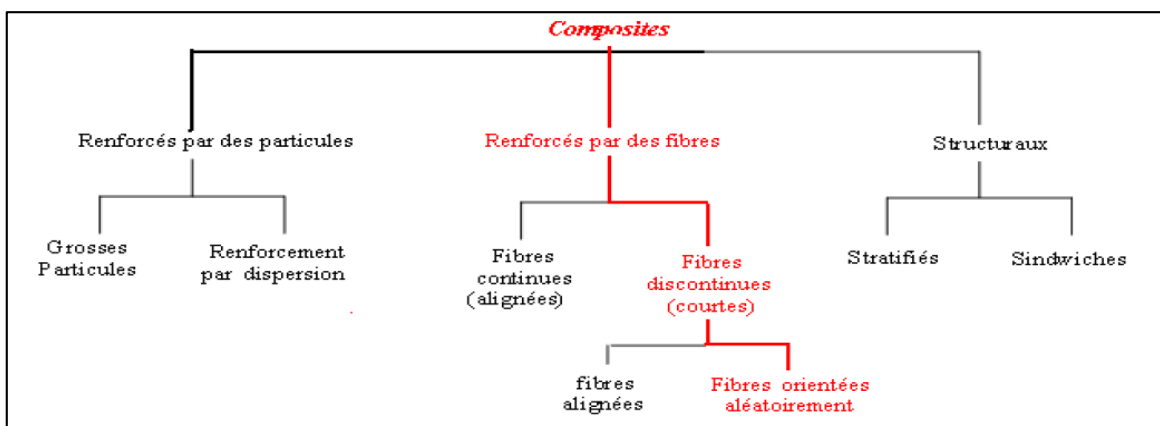 Composites
Renforcés par des particules
Renforcés par des fibres
Structuraux
Grosses
Particules
Renforcement
par dispersion
Fibres
continues
(alignées)
Fibres
discontinues
(courtes)
Stratifiés
Sindwiches
fibres
alignées
Fibres orientées
aléatoirement